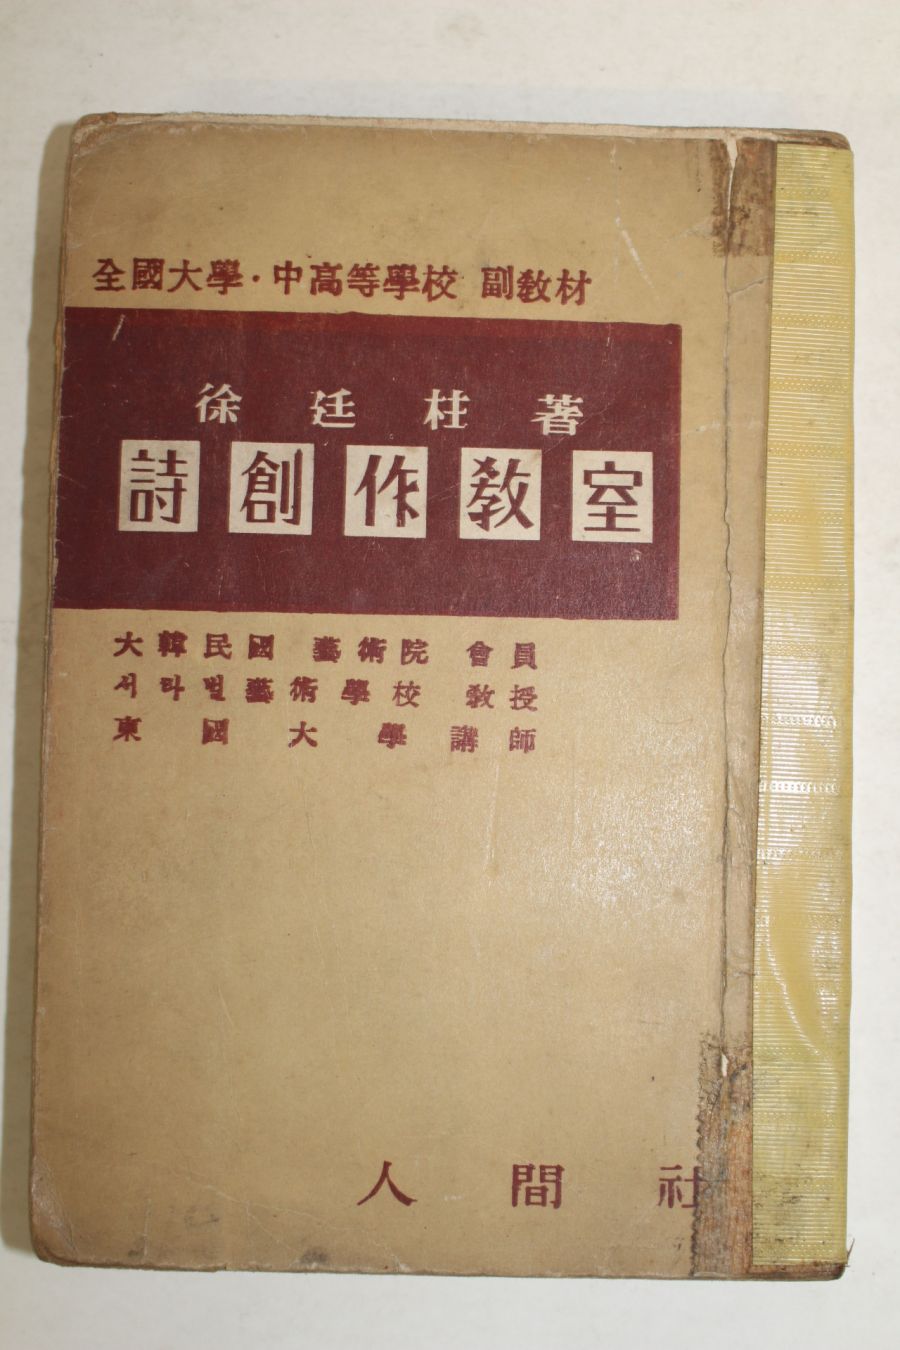 全國大學·中高等學校 副敎材
徐廷柱 著
詩創作敎室
大韓民國 藝術院 會員
서라벌藝術學校 敎授
東國大學 講師
人間社